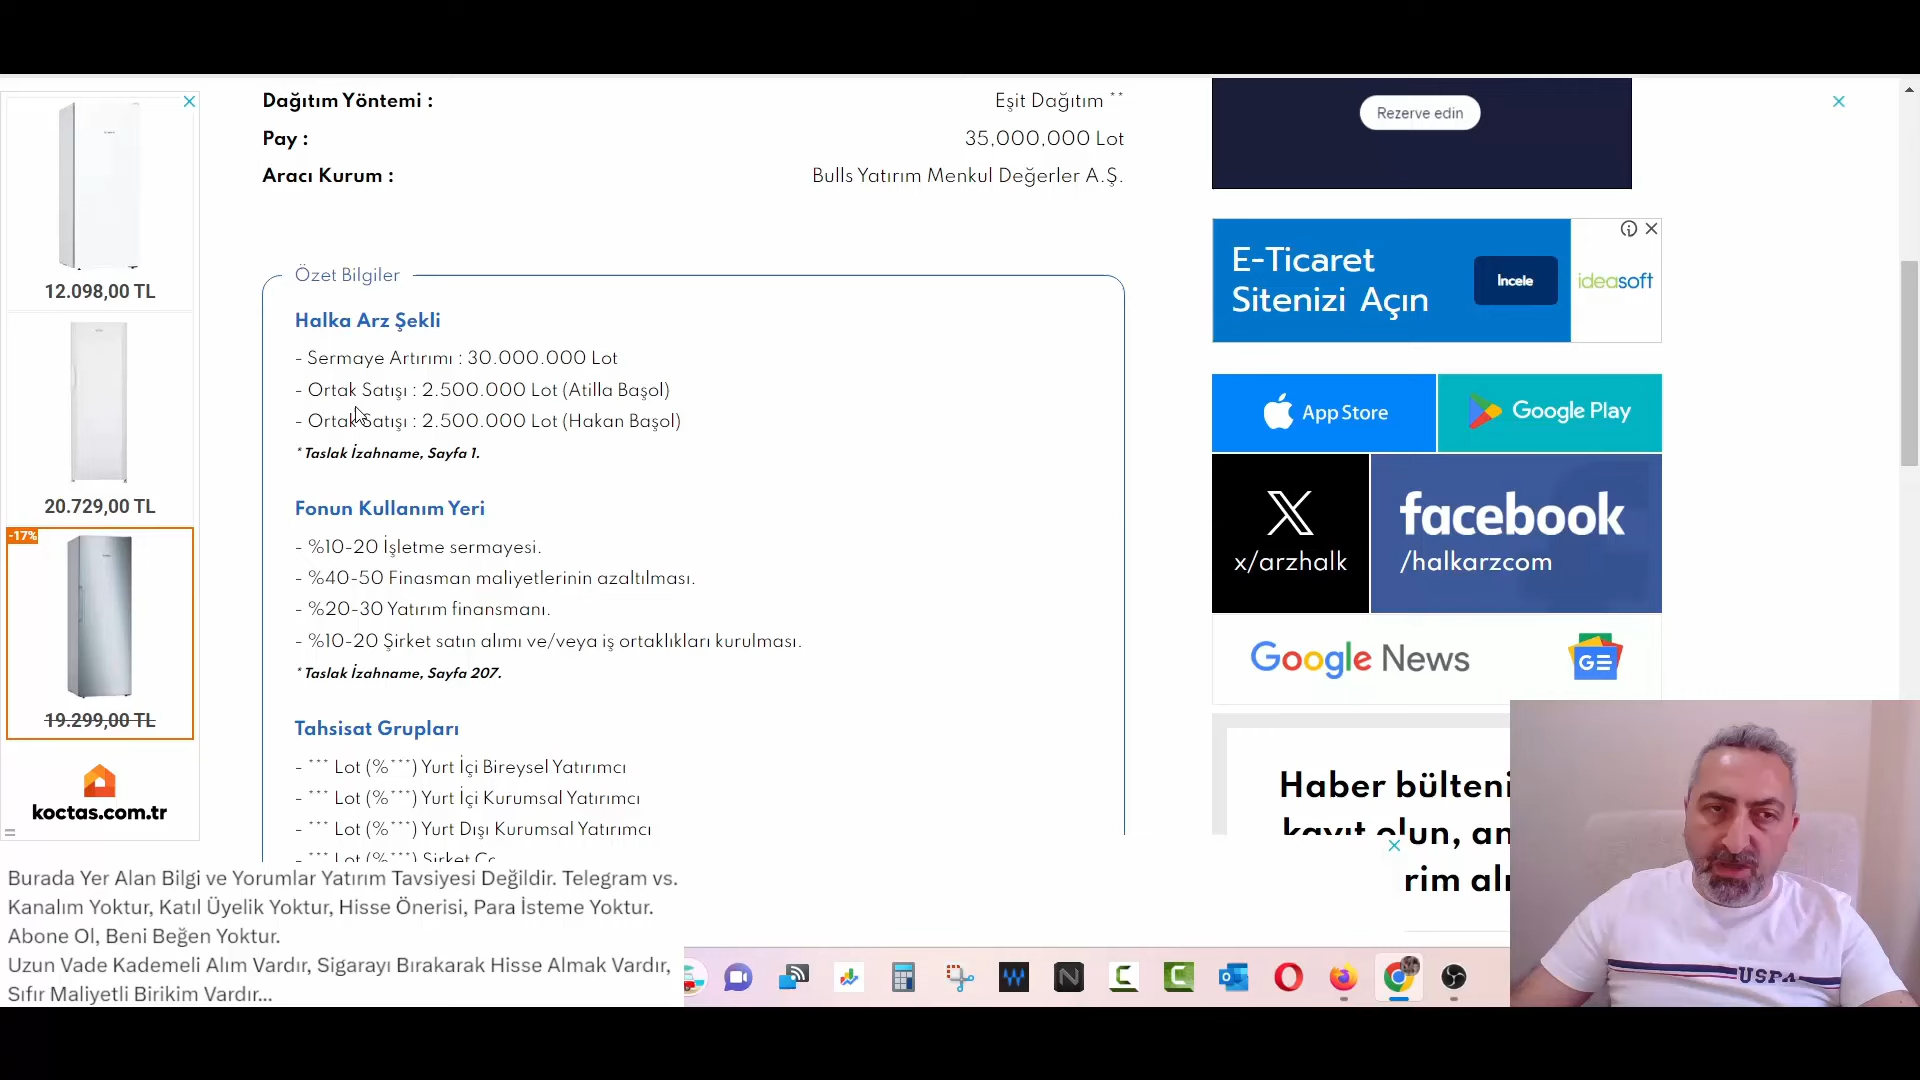 Dağıtım Yöntemi :
Eşit Dağıtım **
Pay :
35,000,000 Lot
Aracı Kurum :
Bulls Yatırım Menkul Değerler A.Ş.
Özet Bilgiler
Halka Arz Şekli
- Sermaye Artırımı : 30.000.000 Lot
- Ortak Satışı : 2.500.000 Lot (Atilla Başol)
- Ortak Satışı : 2.500.000 Lot (Hakan Başol)
* Taslak İzahname, Sayfa 1.
Fonun Kullanım Yeri
- %10-20 İşletme sermayesi.
- %40-50 Finasman maliyetlerinin azaltılması.
- %20-30 Yatırım finansmanı.
- %10-20 Şirket satın alımı ve/veya iş ortaklıkları kurulması.
* Taslak İzahname, Sayfa 207.
Tahsisat Grupları
- *** Lot (%***) Yurt İçi Bireysel Yatırımcı
- *** Lot (%***) Yurt İçi Kurumsal Yatırımcı
- *** Lot (%***) Yurt Dışı Kurumsal Yatırımcı
- *** Lot (%***) Şirket
12.098,00 TL
20.729,00 TL
-17%
19.299,00 TL
koctas.com.tr
Rezerve edin
E-Ticaret
Sitenizi Açın
İncele
ideasoft
App Store
Google Play
x/arzhalk
facebook
/halkarzcom
Google News
GE
Haber bülteni
kayıt olun, an
rim alı
Burada Yer Alan Bilgi ve Yorumlar Yatırım Tavsiyesi Değildir. Telegram vs.
Kanalım Yoktur, Katıl Üyelik Yoktur, Hisse Önerisi, Para İsteme Yoktur.
Abone Ol, Beni Beğen Yoktur.
Uzun Vade Kademeli Alım Vardır, Sigarayı Bırakarak Hisse Almak Vardır,
Sıfır Maliyetli Birikim Vardır...
USPA